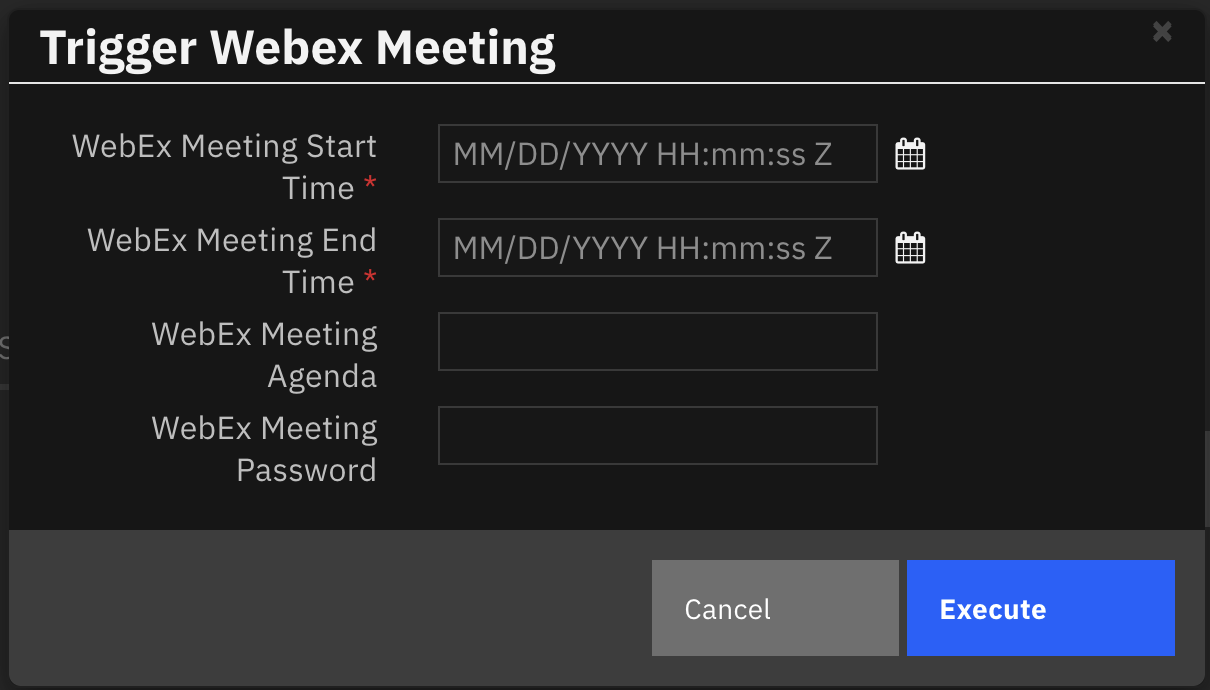 Trigger Webex Meeting
WebEx Meeting Start
Time *
MM/DD/YYYY HH:mm:ss Z
WebEx Meeting End
Time *
MM/DD/YYYY HH:mm:ss Z
WebEx Meeting
Agenda
WebEx Meeting
Password
Cancel
Execute